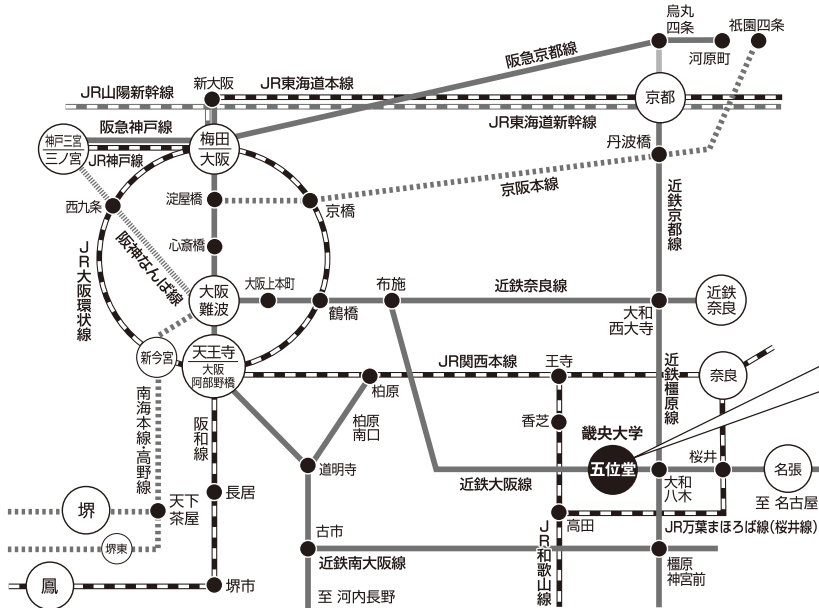 烏丸
四条
祇園四条
河原町
阪急京都線
新大阪
JR東海道本線
JR山陽新幹線
京都
JR東海道新幹線
阪急神戸線
神戸三宮
三ノ宮
JR神戸線
梅田
大阪
丹波橋
淀屋橋
京橋
京阪本線
近鉄京都線
西九条
心斎橋
阪神なんば線
JR大阪環状線
大阪
難波
大阪上本町
鶴橋
布施
近鉄奈良線
大和
西大寺
近鉄
奈良
新今宮
天王寺
大阪
阿部野橋
JR関西本線
王寺
近鉄橿原線
奈良
柏原
柏原
南口
香芝
南海本線・高野線
阪和線
畿央大学
五位堂
桜井
名張
道明寺
近鉄大阪線
大和
八木
至 名古屋
長居
堺
天下
茶屋
高田
JR万葉まほろば線(桜井線)
古市
堺東
近鉄南大阪線
JR和歌山線
橿原
神宮前
鳳
堺市
至 河内長野